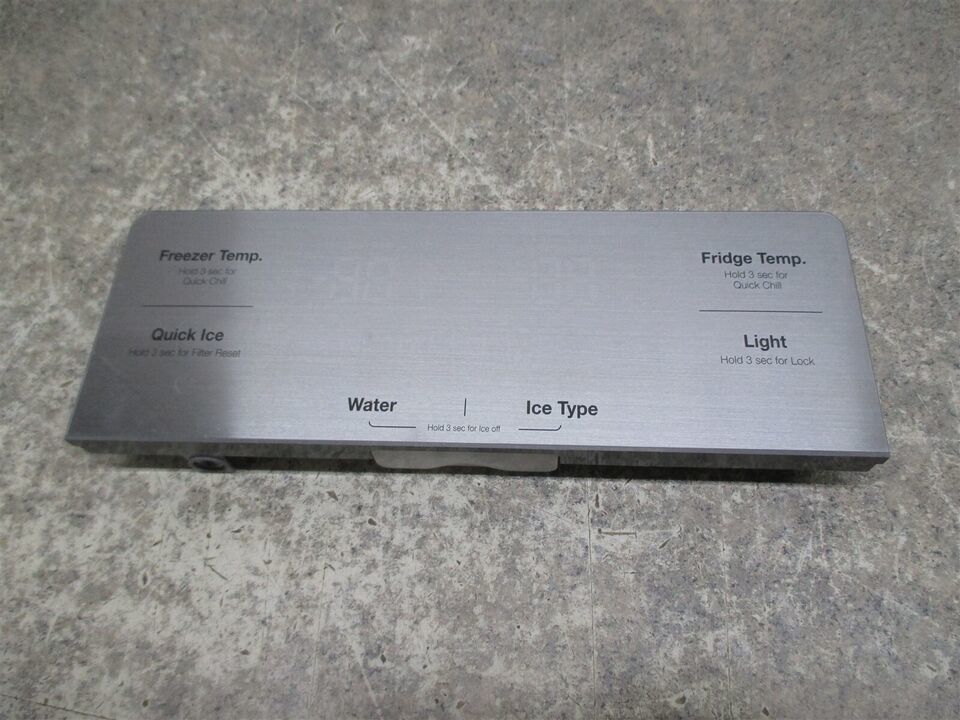 Freezer Temp.
Hold 3 sec for
Quick Chill
Quick Ice
Hold 3 sec for Filter Reset
Fridge Temp.
Hold 3 sec for
Quick Chill
Light
Hold 3 sec for Lock
Water | Ice Type
Hold 3 sec for Ice off